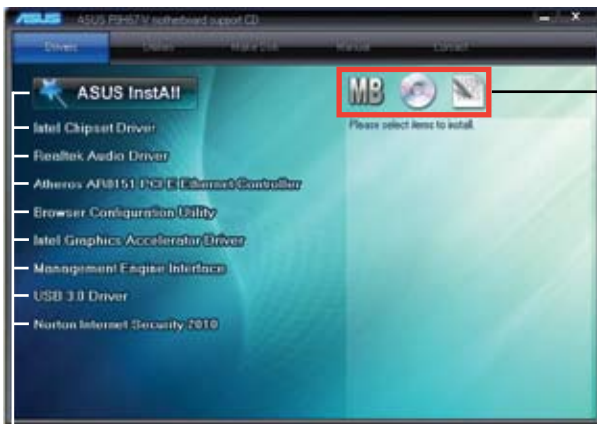 ASUS ASUS P8H67-V motherboard support CD
Drivers Utilities Make Disk Manual Contact
ASUS InstAll
MB
Please select items to install.
Intel Chipset Driver
Realtek Audio Driver
Atheros AR8151 PCI-E Ethernet Controller
Browser Configuration Utility
Intel Graphics Accelerator Driver
Management Engine Interface
USB 3.0 Driver
Norton Internet Security 2010